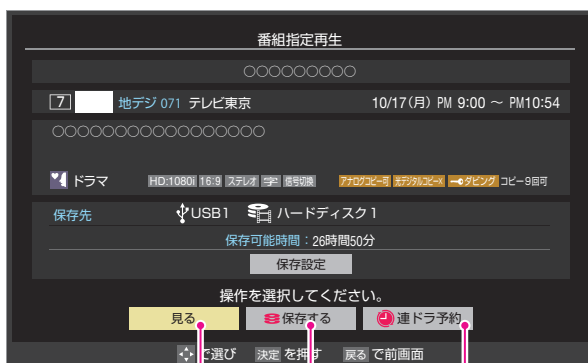 番組指定再生
○○○○○○○○○
7 地デジ 071 テレビ東京 10/17(月) PM 9:00 ~ PM10:54
○○○○○○○○○○○○○○○○○
ドラマ HD:1080i 16:9 ステレオ 字 信号切換 アナログコピー可 光デジタルコピー× ダビング コピー9回可
保存先 USB1 ハードディスク1
保存可能時間:26時間50分
保存設定
操作を選択してください。
見る 保存する 連ドラ予約
で選び 決定 を押す 戻る で前画面